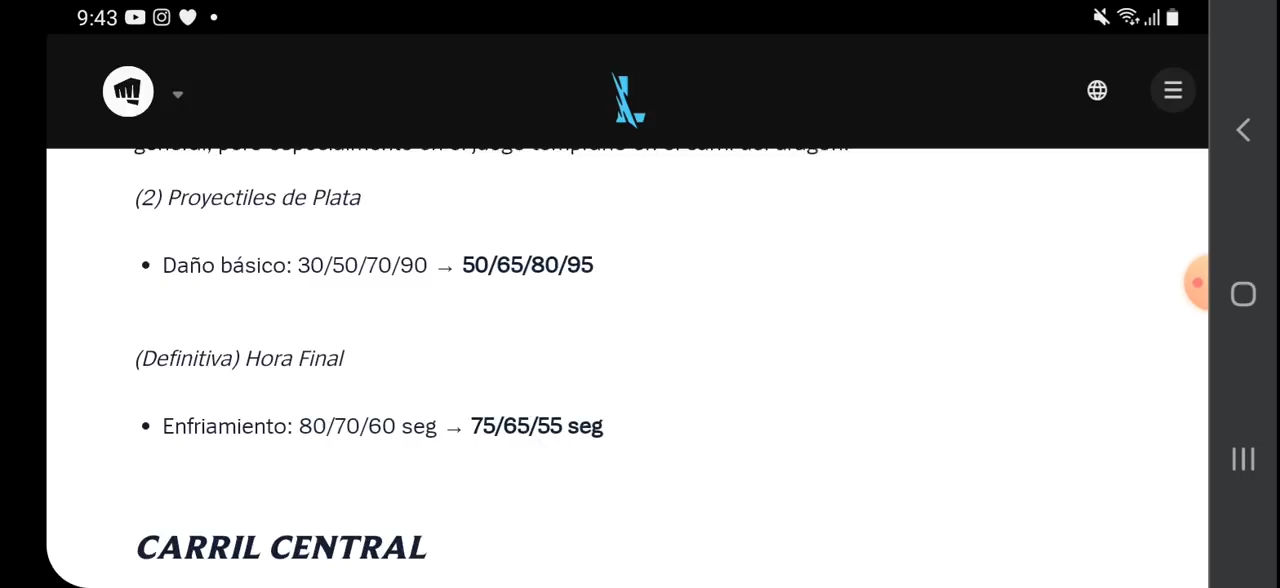 9:43
(2) Proyectiles de Plata
• Daño básico: 30/50/70/90 → 50/65/80/95
(Definitiva) Hora Final
• Enfriamiento: 80/70/60 seg → 75/65/55 seg
CARRIL CENTRAL